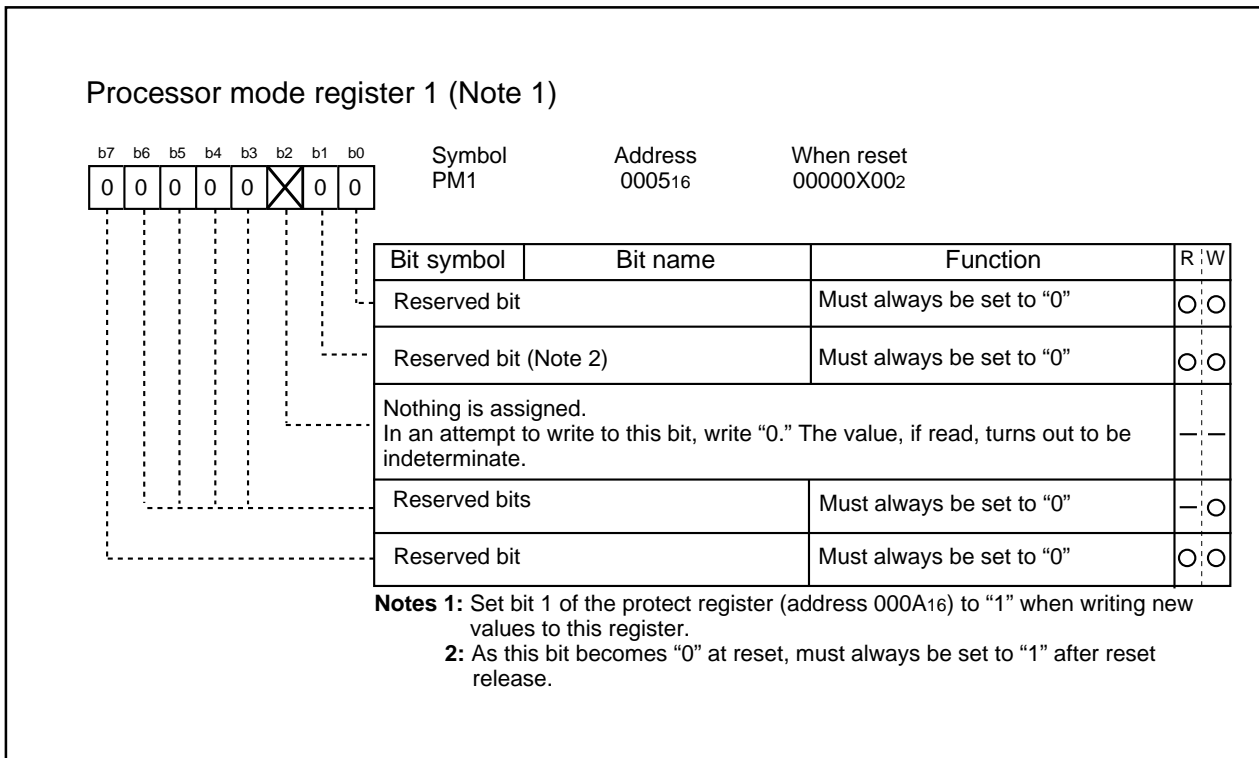 Processor mode register 1 (Note 1)
b7 b6 b5 b4 b3 b2 b1 b0 Symbol Address When reset
0 0 0 0 0 0 0 PM1 000516 00000X002
Bit symbol Bit name Function R W
Reserved bit Must always be set to “0”
Reserved bit (Note 2) Must always be set to “0”
Nothing is assigned.
In an attempt to write to this bit, write “0.” The value, if read, turns out to be
indeterminate.
Reserved bits Must always be set to “0”
Reserved bit Must always be set to “0”
Notes 1: Set bit 1 of the protect register (address 000A16) to “1” when writing new
values to this register.
2: As this bit becomes “0” at reset, must always be set to “1” after reset
release.